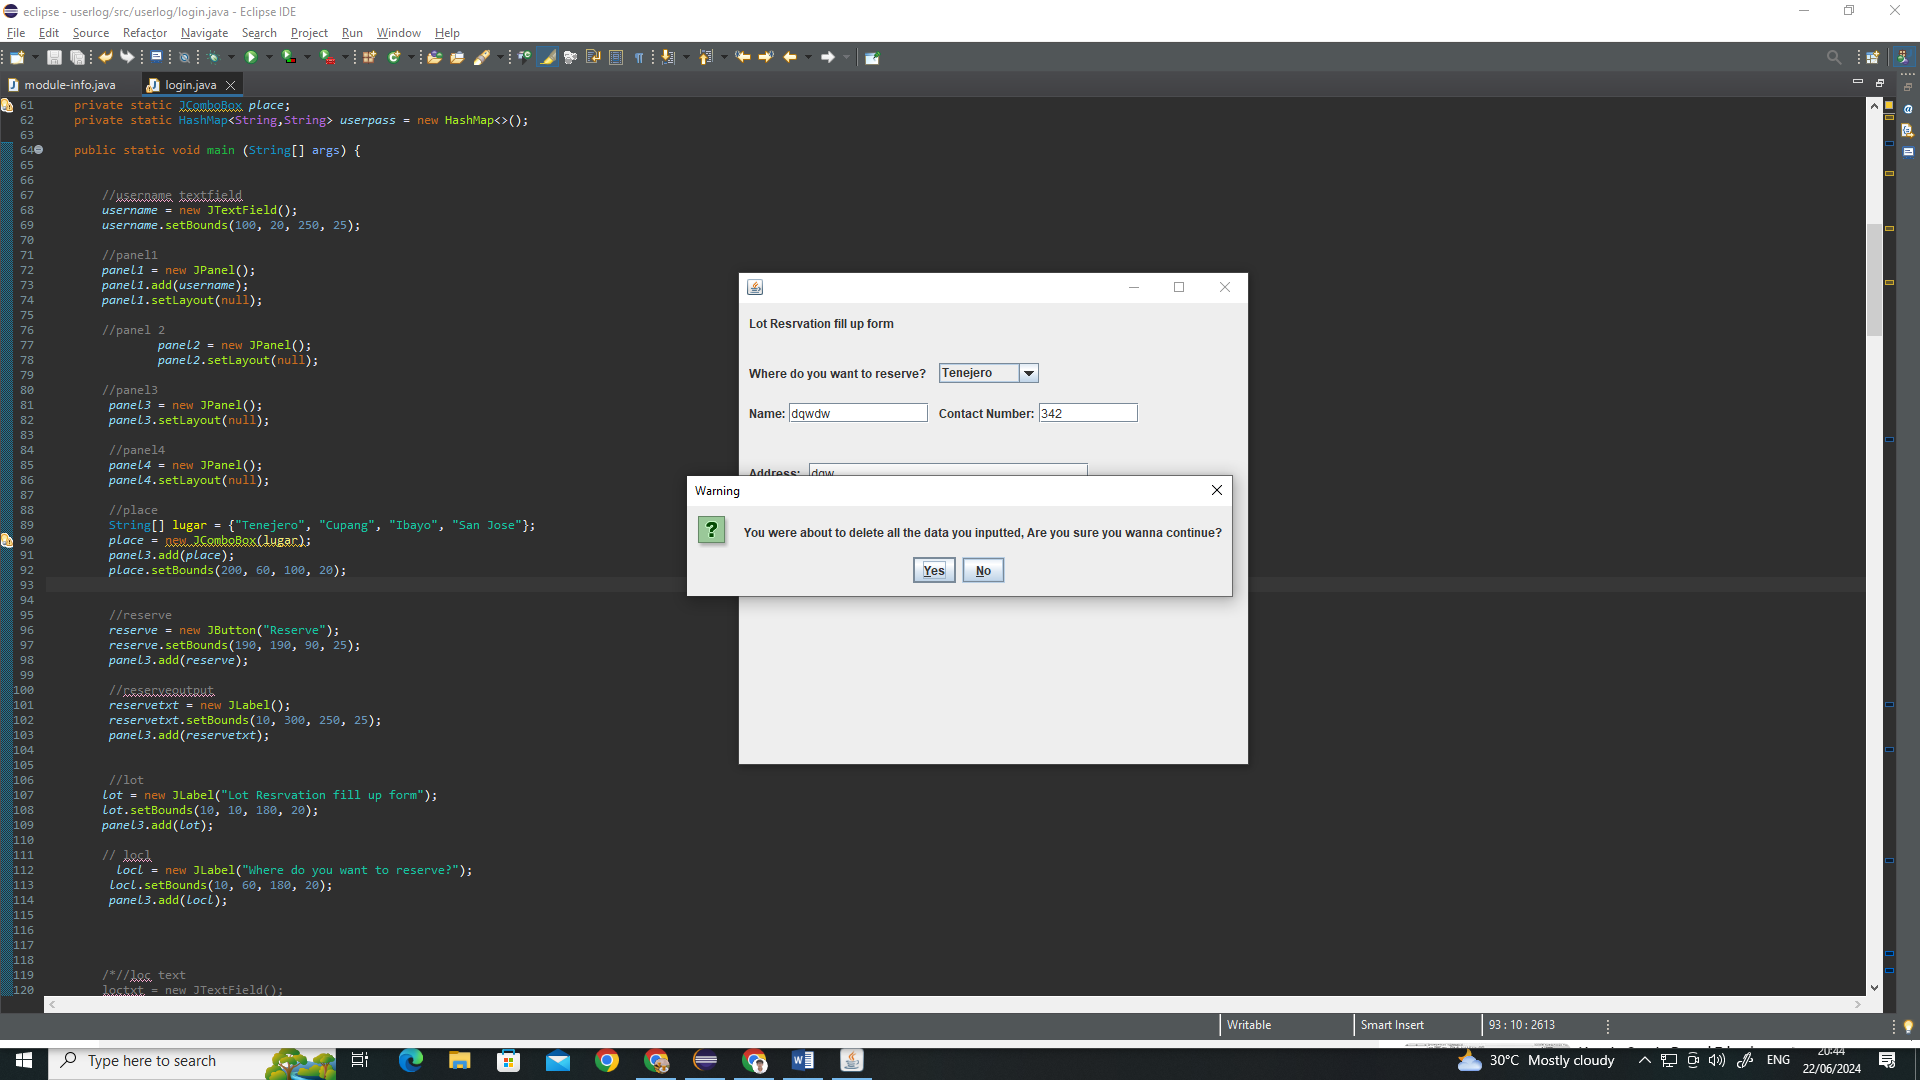 eclipse - userlog/src/userlog/login.java - Eclipse IDE
File Edit Source Refactor Navigate Search Project Run Window Help
module-info.java login.java
61 private static JComboBox place;
62 private static HashMap<String,String> userpass = new HashMap<>();
63
64 public static void main (String[] args) {
65
66
67 //username textfield
68 username = new JTextField();
69 username.setBounds(100, 20, 250, 25);
70
71 //panel1
72 panel1 = new JPanel();
73 panel1.add(username);
74 panel1.setLayout(null);
75
76 //panel 2
77 panel2 = new JPanel();
78 panel2.setLayout(null);
79
80 //panel3
81 panel3 = new JPanel();
82 panel3.setLayout(null);
83
84 //panel4
85 panel4 = new JPanel();
86 panel4.setLayout(null);
87
88 //place
89 String[] lugar = {"Tenejero", "Cupang", "Ibayo", "San Jose"};
90 place = new JComboBox(lugar);
91 panel3.add(place);
92 place.setBounds(200, 60, 100, 20);
93
94
95 //reserve
96 reserve = new JButton("Reserve");
97 reserve.setBounds(190, 190, 90, 25);
98 panel3.add(reserve);
99
100 //reserveoutput
101 reservetxt = new JLabel();
102 reservetxt.setBounds(10, 300, 250, 25);
103 panel3.add(reservetxt);
104
105
106 //lot
107 lot = new JLabel("Lot Resrvation fill up form");
108 lot.setBounds(10, 10, 180, 20);
109 panel3.add(lot);
110
111 // locl
112 locl = new JLabel("Where do you want to reserve?");
113 locl.setBounds(10, 60, 180, 20);
114 panel3.add(locl);
115
116
117
118
119 /*//loc text
120 loctxt = new JTextField();
Lot Resrvation fill up form
Where do you want to reserve? Tenejero
Name: dqwdw Contact Number: 342
Address: dqw
Warning
You were about to delete all the data you inputted, Are you sure you wanna continue?
Yes No
Writable Smart Insert 93 : 10 : 2613
Type here to search
30°C Mostly cloudy ENG 20:44
22/06/2024